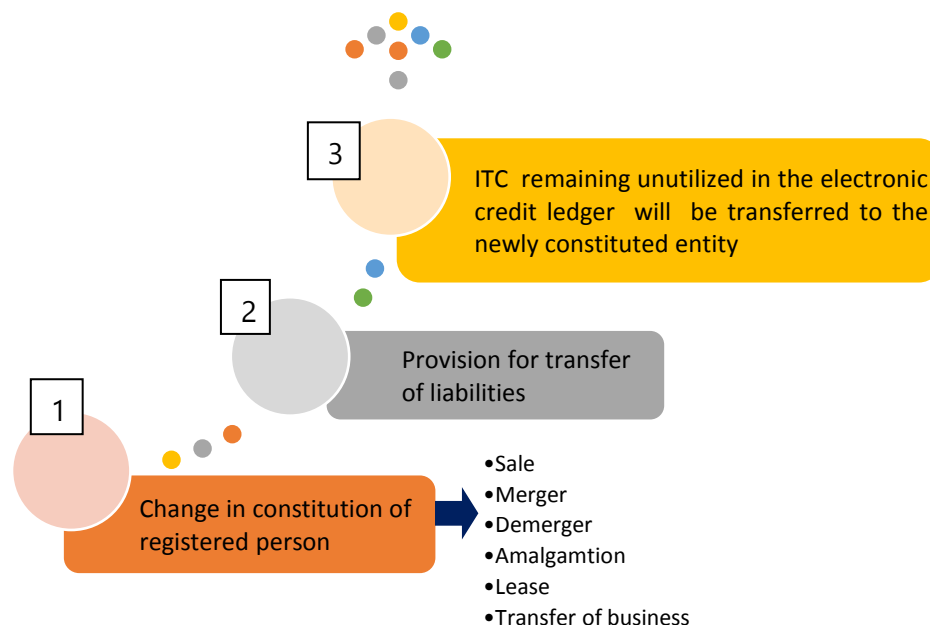 3
ITC remaining unutilized in the electronic
credit ledger will be transferred to the
newly constituted entity
2
Provision for transfer
of liabilities
1
Change in constitution of
registered person
•Sale
•Merger
•Demerger
•Amalgamtion
•Lease
•Transfer of business